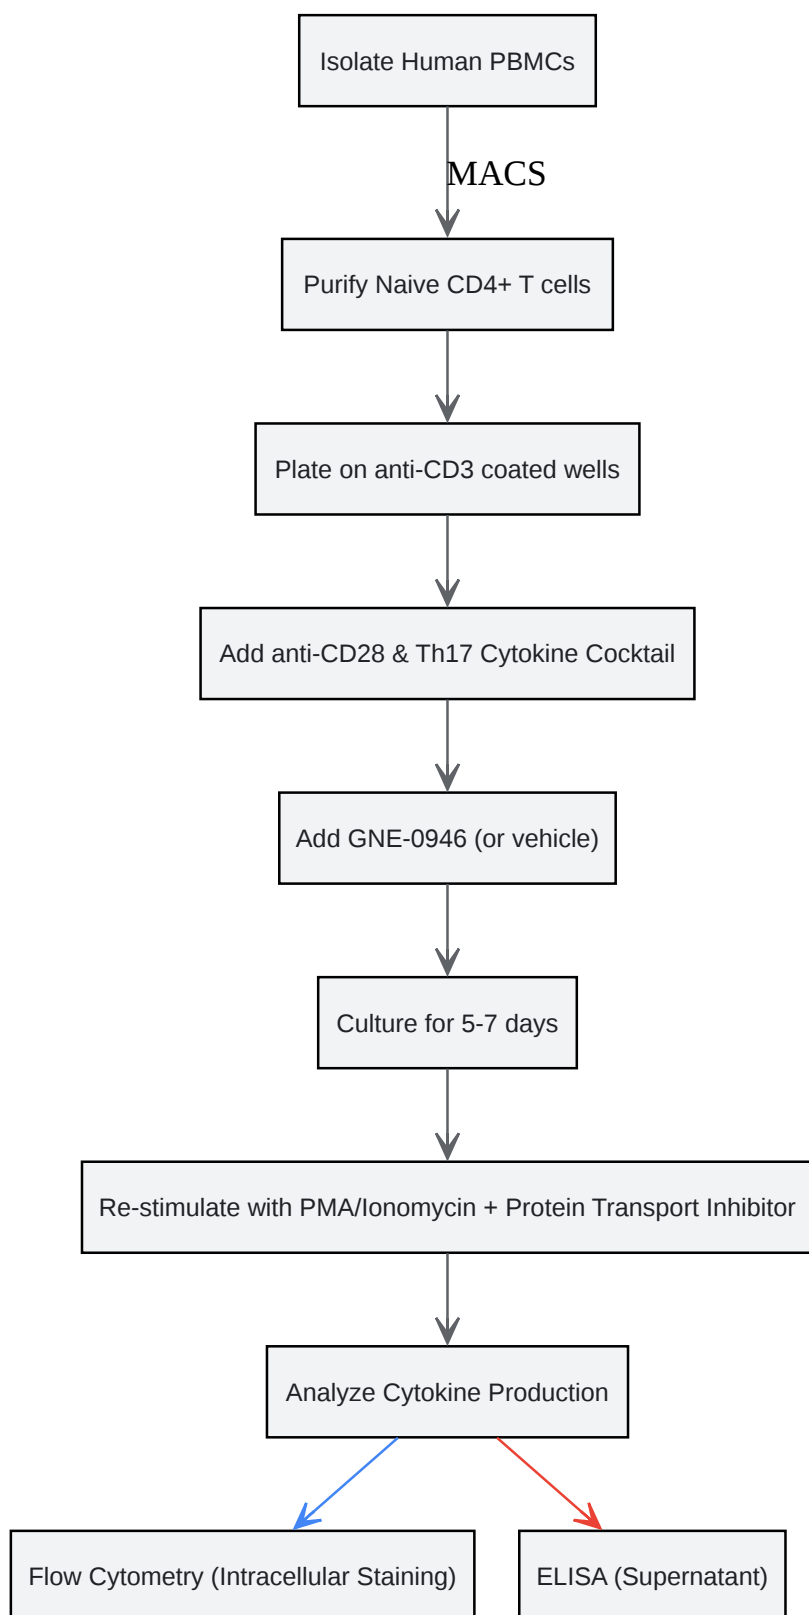 Isolate Human PBMCs
MACS
Purify Naive CD4+ T cells
Plate on anti-CD3 coated wells
Add anti-CD28 & Th17 Cytokine Cocktail
Add GNE-0946 (or vehicle)
Culture for 5-7 days
Re-stimulate with PMA/Ionomycin + Protein Transport Inhibitor
Analyze Cytokine Production
Flow Cytometry (Intracellular Staining)
ELISA (Supernatant)